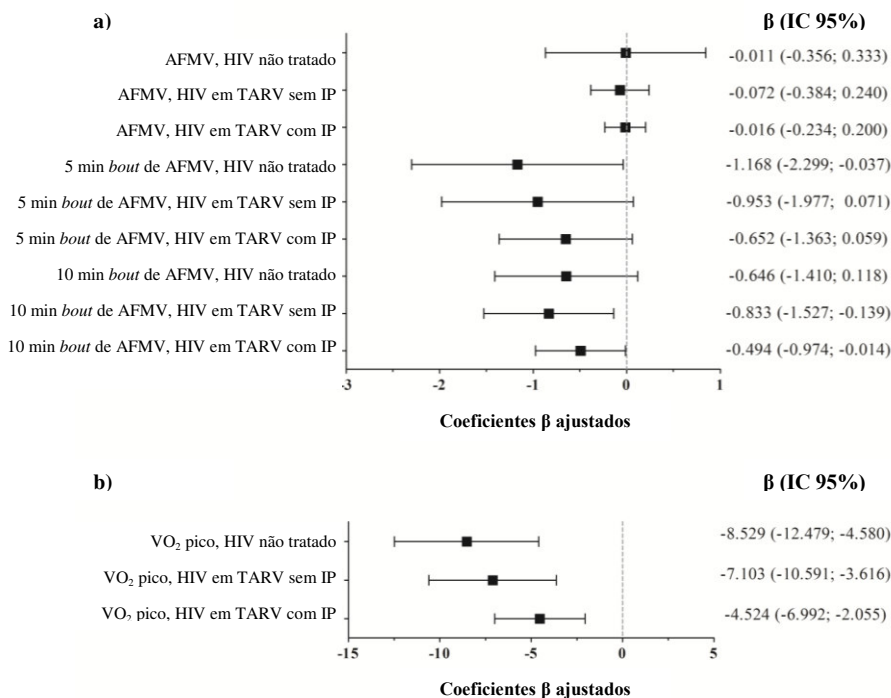 a)
β (IC 95%)
AFMV, HIV não tratado
-0.011 (-0.356; 0.333)
AFMV, HIV em TARV sem IP
-0.072 (-0.384; 0.240)
AFMV, HIV em TARV com IP
-0.016 (-0.234; 0.200)
5 min bout de AFMV, HIV não tratado
-1.168 (-2.299; -0.037)
5 min bout de AFMV, HIV em TARV sem IP
-0.953 (-1.977; 0.071)
5 min bout de AFMV, HIV em TARV com IP
-0.652 (-1.363; 0.059)
10 min bout de AFMV, HIV não tratado
-0.646 (-1.410; 0.118)
10 min bout de AFMV, HIV em TARV sem IP
-0.833 (-1.527; -0.139)
10 min bout de AFMV, HIV em TARV com IP
-0.494 (-0.974; -0.014)
-3 -2 -1 0 1
Coeficientes β ajustados
b)
β (IC 95%)
VO₂ pico, HIV não tratado
-8.529 (-12.479; -4.580)
VO₂ pico, HIV em TARV sem IP
-7.103 (-10.591; -3.616)
VO₂ pico, HIV em TARV com IP
-4.524 (-6.992; -2.055)
-15 -10 -5 0 5
Coeficientes β ajustados